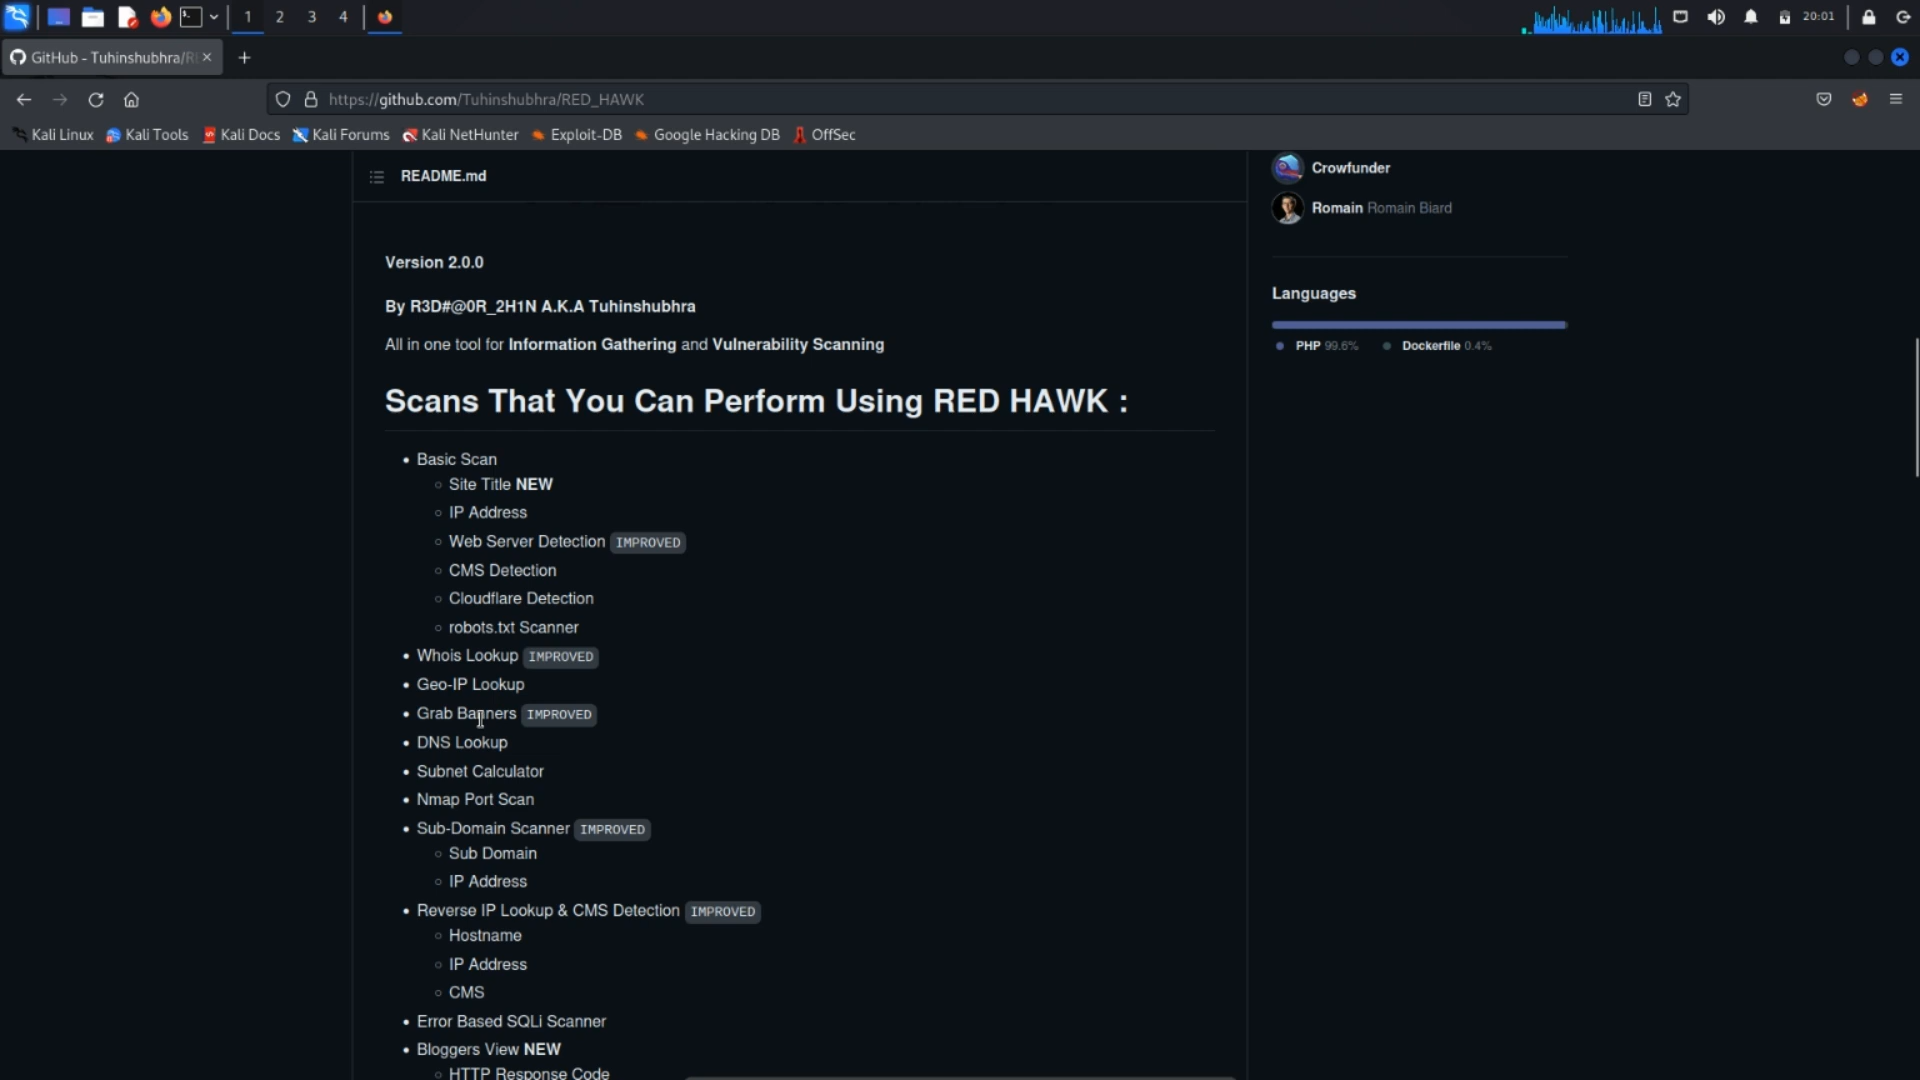 1 2 3 4 20:01
GitHub - Tuhinshubhra/RE
https://github.com/Tuhinshubhra/RED_HAWK
Kali Linux Kali Tools Kali Docs Kali Forums Kali NetHunter Exploit-DB Google Hacking DB OffSec
README.md
Version 2.0.0
By R3D#@0R_2H1N A.K.A Tuhinshubhra
All in one tool for Information Gathering and Vulnerability Scanning
Scans That You Can Perform Using RED HAWK :
Basic Scan
Site Title NEW
IP Address
Web Server Detection IMPROVED
CMS Detection
Cloudflare Detection
robots.txt Scanner
Whois Lookup IMPROVED
Geo-IP Lookup
Grab Banners IMPROVED
DNS Lookup
Subnet Calculator
Nmap Port Scan
Sub-Domain Scanner IMPROVED
Sub Domain
IP Address
Reverse IP Lookup & CMS Detection IMPROVED
Hostname
IP Address
CMS
Error Based SQLi Scanner
Bloggers View NEW
HTTP Response Code
Crowfunder
Romain Romain Biard
Languages
PHP 99.6% Dockerfile 0.4%